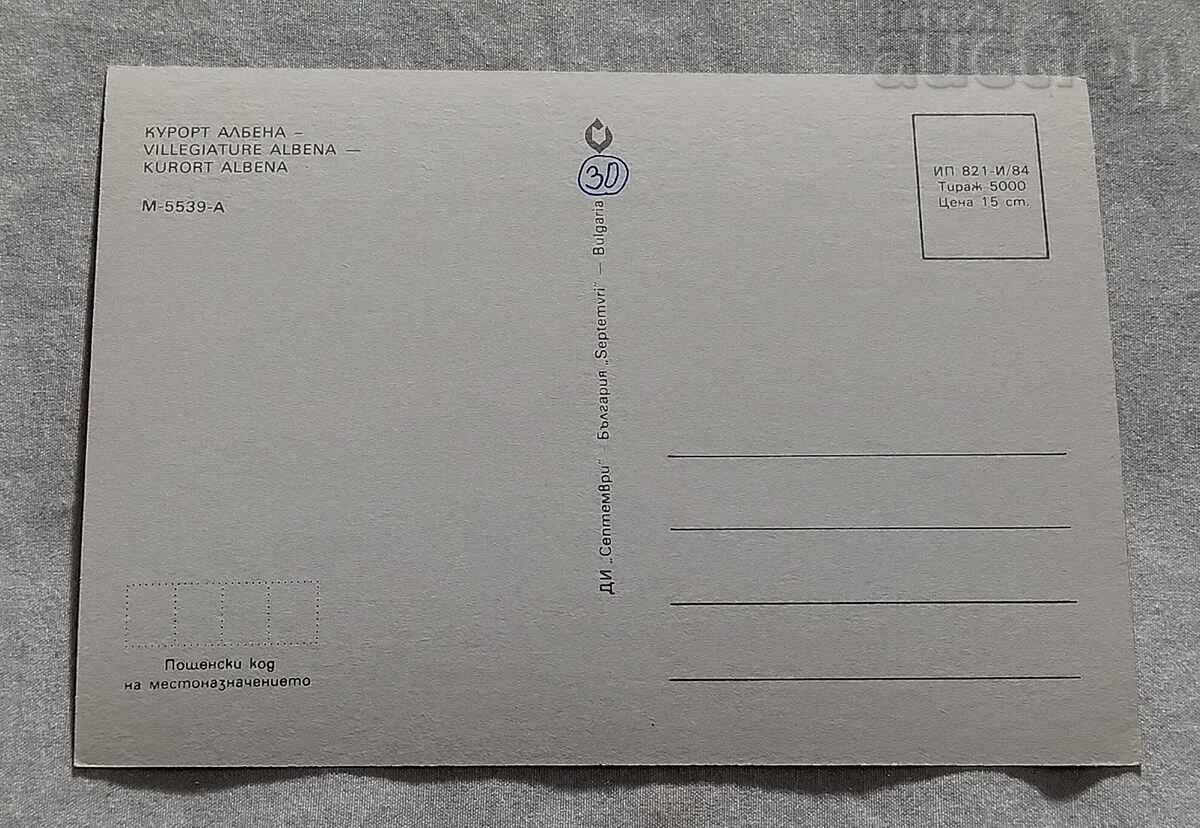 КУРОРТ АЛБЕНА –
VILLEGIATURE ALBENA —
KURORT ALBENA
М-5539-А
30
ДИ „Септември" - България „Septemvri" — Bulgaria
ИП 821-И/84
Тираж 5000
Цена 15 ст.
Пощенски код
на местоназначението